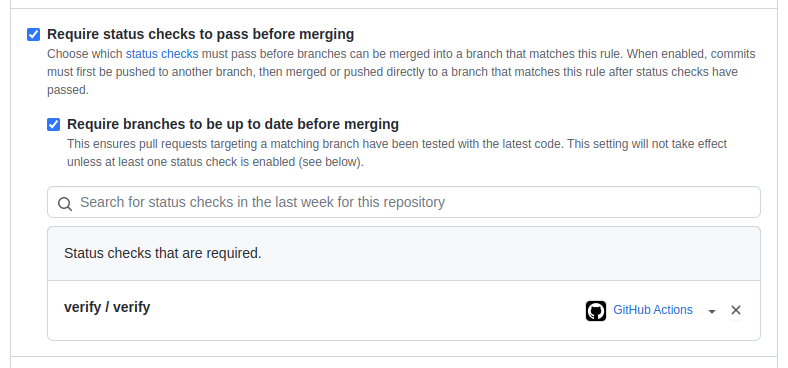 Require status checks to pass before merging
Choose which status checks must pass before branches can be merged into a branch that matches this rule. When enabled, commits
must first be pushed to another branch, then merged or pushed directly to a branch that matches this rule after status checks have
passed.
Require branches to be up to date before merging
This ensures pull requests targeting a matching branch have been tested with the latest code. This setting will not take effect
unless at least one status check is enabled (see below).
Search for status checks in the last week for this repository
Status checks that are required.
verify / verify
GitHub Actions